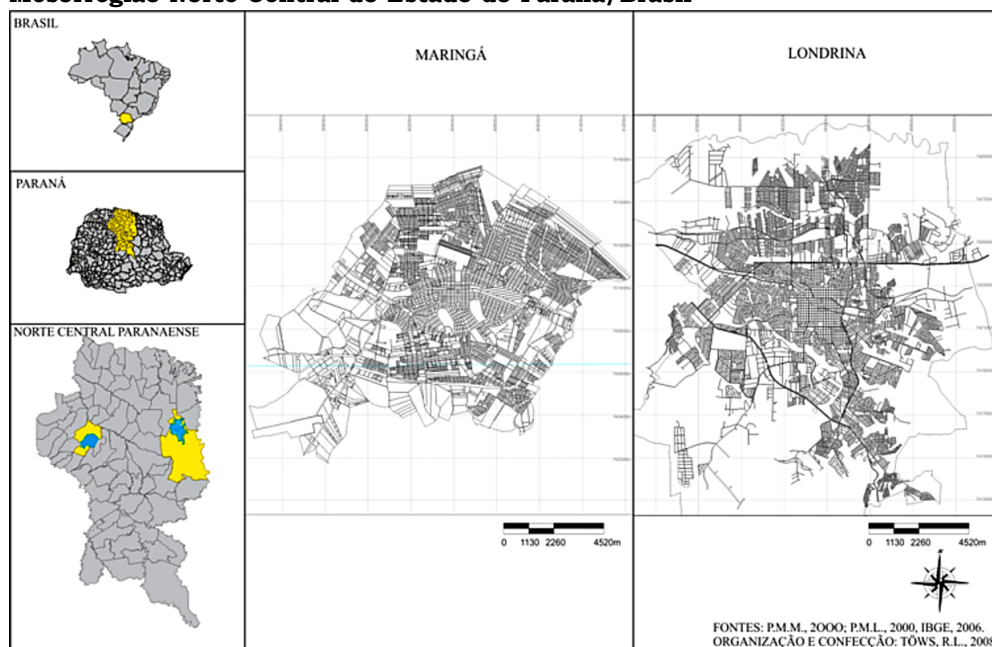 Mesorregião Norte Central do Estado do Paraná/Brasil
BRASIL
PARANÁ
NORTE CENTRAL PARANAENSE
MARINGÁ
0 1130 2260 4520m
LONDRINA
0 1130 2260 4520m
N
FONTES: P.M.M., 2OOO; P.M.L., 2000, IBGE, 2006.
ORGANIZAÇÃO E CONFECÇÃO: TÖWS, R.L., 2008